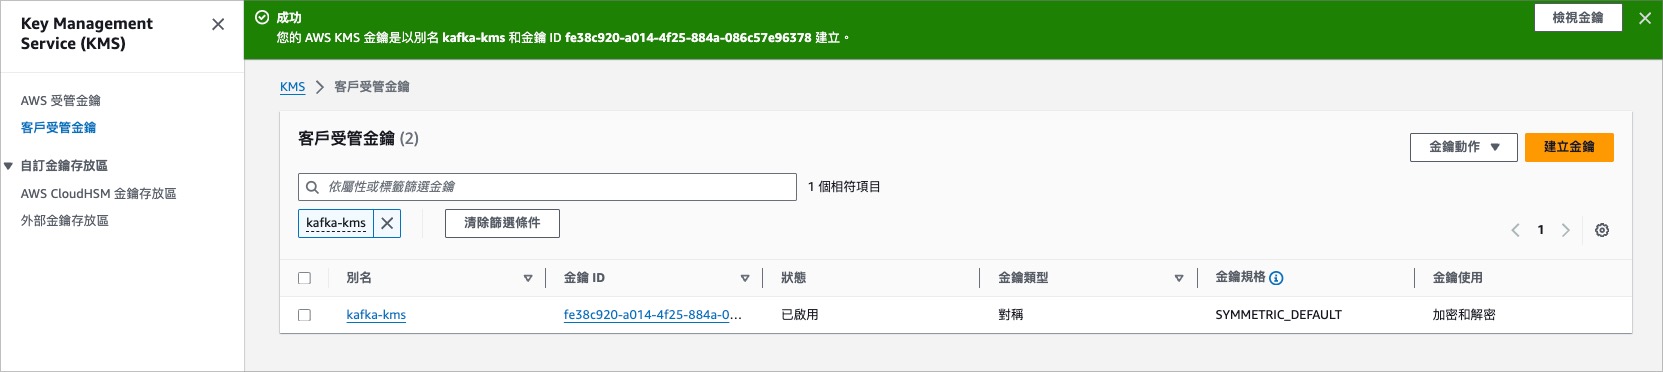 Key Management
Service (KMS)
AWS 受管金鑰
客戶受管金鑰
自訂金鑰存放區
AWS CloudHSM 金鑰存放區
外部金鑰存放區
成功
您的 AWS KMS 金鑰是以別名 kafka-kms 和金鑰 ID fe38c920-a014-4f25-884a-086c57e96378 建立。
檢視金鑰
KMS 客戶受管金鑰
客戶受管金鑰 (2)
金鑰動作
建立金鑰
依屬性或標籤篩選金鑰
1 個相符項目
kafka-kms
清除篩選條件
1
別名 金鑰 ID 狀態 金鑰類型 金鑰規格 金鑰使用
kafka-kms fe38c920-a014-4f25-884a-0... 已啟用 對稱 SYMMETRIC_DEFAULT 加密和解密